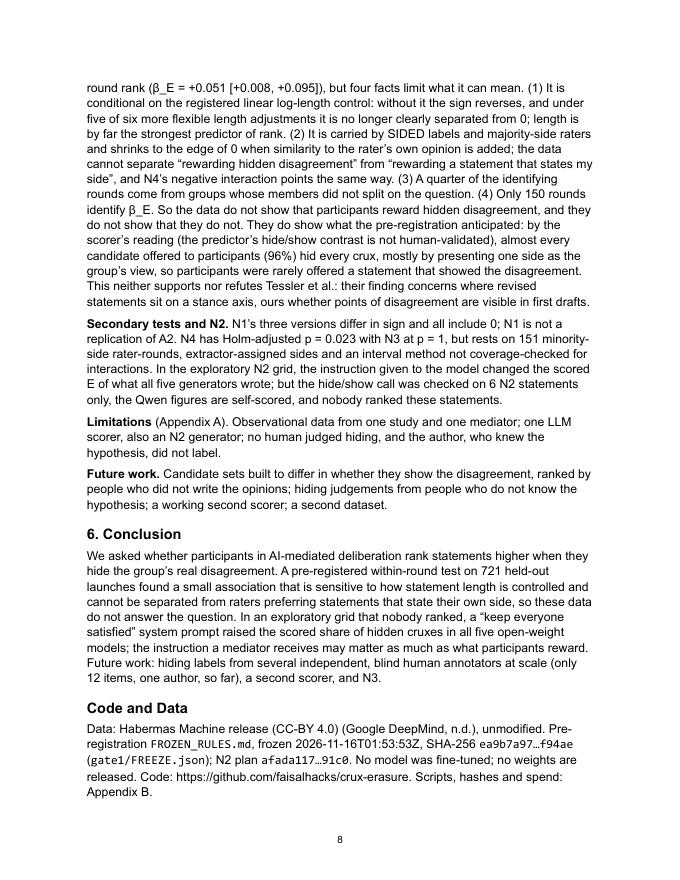 round rank (β_E = +0.051 [+0.008, +0.095]), but four facts limit what it can mean. (1) It is
conditional on the registered linear log-length control: without it the sign reverses, and under
five of six more flexible length adjustments it is no longer clearly separated from 0; length is
by far the strongest predictor of rank. (2) It is carried by SIDED labels and majority-side raters
and shrinks to the edge of 0 when similarity to the rater’s own opinion is added; the data
cannot separate “rewarding hidden disagreement” from “rewarding a statement that states my
side”, and N4’s negative interaction points the same way. (3) A quarter of the identifying
rounds come from groups whose members did not split on the question. (4) Only 150 rounds
identify β_E. So the data do not show that participants reward hidden disagreement, and they
do not show that they do not. They do show what the pre-registration anticipated: by the
scorer’s reading (the predictor’s hide/show contrast is not human-validated), almost every
candidate offered to participants (96%) hid every crux, mostly by presenting one side as the
group’s view, so participants were rarely offered a statement that showed the disagreement.
This neither supports nor refutes Tessler et al.: their finding concerns where revised
statements sit on a stance axis, ours whether points of disagreement are visible in first drafts.
Secondary tests and N2. N1’s three versions differ in sign and all include 0; N1 is not a
replication of A2. N4 has Holm-adjusted p = 0.023 with N3 at p = 1, but rests on 151 minority-
side rater-rounds, extractor-assigned sides and an interval method not coverage-checked for
interactions. In the exploratory N2 grid, the instruction given to the model changed the scored
E of what all five generators wrote; but the hide/show call was checked on 6 N2 statements
only, the Qwen figures are self-scored, and nobody ranked these statements.
Limitations (Appendix A). Observational data from one study and one mediator; one LLM
scorer, also an N2 generator; no human judged hiding, and the author, who knew the
hypothesis, did not label.
Future work. Candidate sets built to differ in whether they show the disagreement, ranked by
people who did not write the opinions; hiding judgements from people who do not know the
hypothesis; a working second scorer; a second dataset.
6. Conclusion
We asked whether participants in AI-mediated deliberation rank statements higher when they
hide the group’s real disagreement. A pre-registered within-round test on 721 held-out
launches found a small association that is sensitive to how statement length is controlled and
cannot be separated from raters preferring statements that state their own side, so these data
do not answer the question. In an exploratory grid that nobody ranked, a “keep everyone
satisfied” system prompt raised the scored share of hidden cruxes in all five open-weight
models; the instruction a mediator receives may matter as much as what participants reward.
Future work: hiding labels from several independent, blind human annotators at scale (only
12 items, one author, so far), a second scorer, and N3.
Code and Data
Data: Habermas Machine release (CC-BY 4.0) (Google DeepMind, n.d.), unmodified. Pre-
registration FROZEN_RULES.md, frozen 2026-11-16T01:53:53Z, SHA-256 ea9b7a97…f94ae
(gate1/FREEZE.json); N2 plan afada117…91c0. No model was fine-tuned; no weights are
released. Code: https://github.com/faisalhacks/crux-erasure. Scripts, hashes and spend:
Appendix B.
8